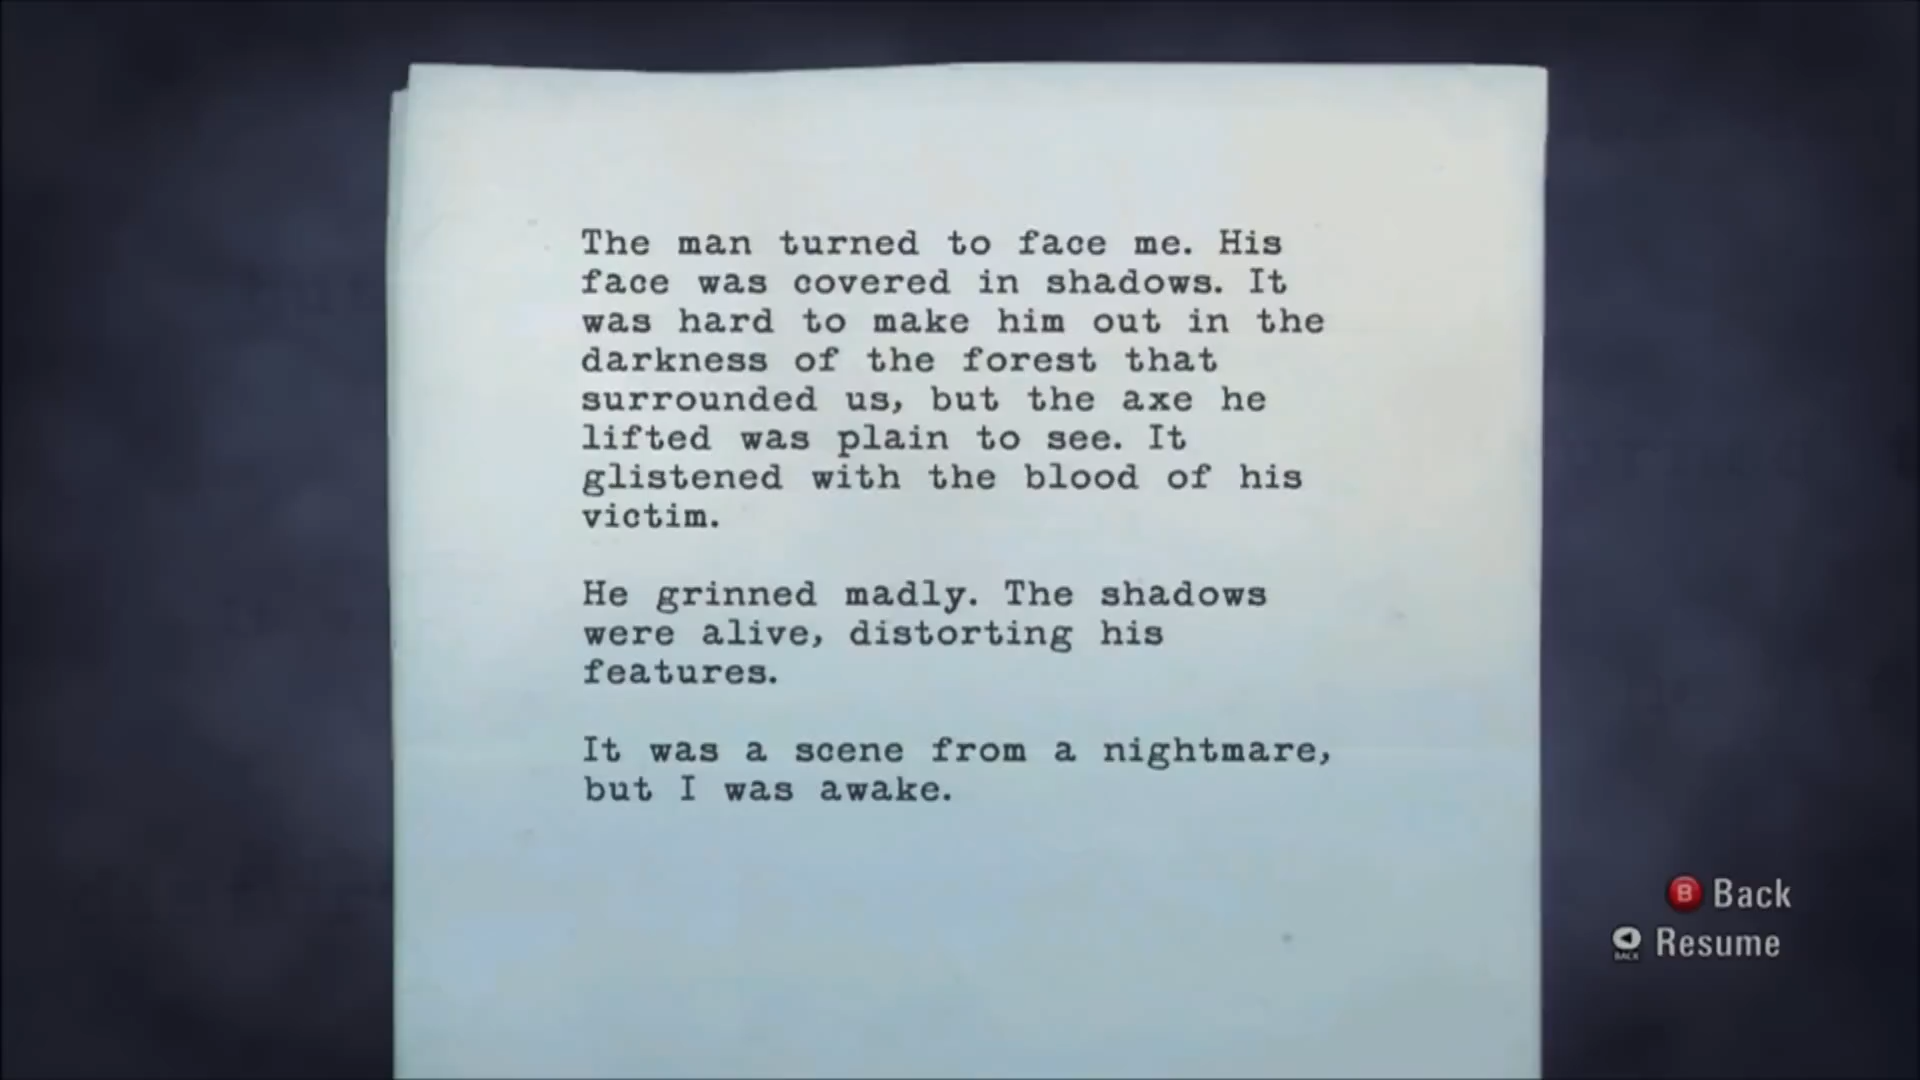 The man turned to face me. His
face was covered in shadows. It
was hard to make him out in the
darkness of the forest that
surrounded us, but the axe he
lifted was plain to see. It
glistened with the blood of his
victim.
He grinned madly. The shadows
were alive, distorting his
features.
It was a scene from a nightmare,
but I was awake.
B Back
BACK Resume